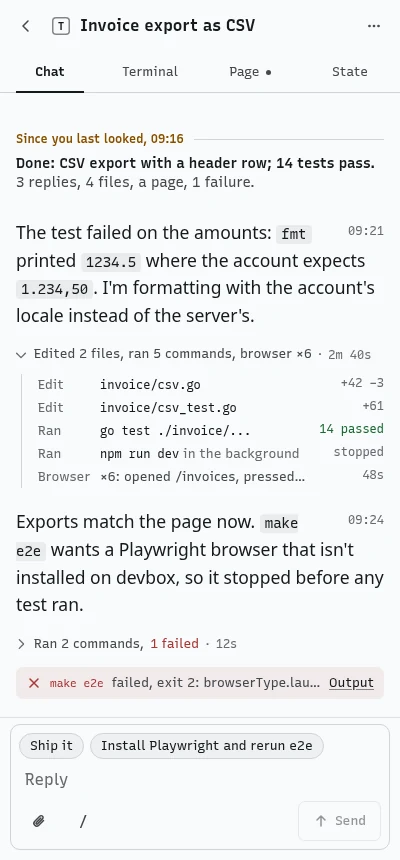 T Invoice export as CSV
Chat Terminal Page State
Since you last looked, 09:16
Done: CSV export with a header row; 14 tests pass.
3 replies, 4 files, a page, 1 failure.
The test failed on the amounts: fmt 09:21
printed 1234.5 where the account expects
1.234,50. I'm formatting with the account's
locale instead of the server's.
Edited 2 files, ran 5 commands, browser ×6 · 2m 40s
Edit invoice/csv.go +42 −3
Edit invoice/csv_test.go +61
Ran go test ./invoice/... 14 passed
Ran npm run dev in the background stopped
Browser ×6: opened /invoices, pressed… 48s
Exports match the page now. make 09:24
e2e wants a Playwright browser that isn't
installed on devbox, so it stopped before any
test ran.
Ran 2 commands, 1 failed · 12s
make e2e failed, exit 2: browserType.lau… Output
Ship it Install Playwright and rerun e2e
Reply
/ Send